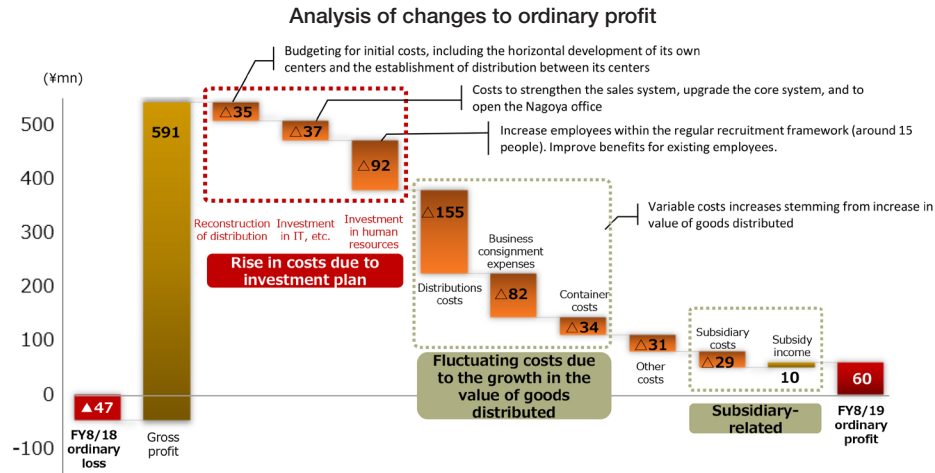 Analysis of changes to ordinary profit
(¥mn)
Budgeting for initial costs, including the horizontal development of its own
centers and the establishment of distribution between its centers
Costs to strengthen the sales system, upgrade the core system, and to
open the Nagoya office
Increase employees within the regular recruitment framework (around 15
people). Improve benefits for existing employees.
Variable costs increases stemming from increase in
value of goods distributed
500
400
300
200
100
0
-100
▲47
FY8/18
ordinary
loss
591
Gross
profit
△35
Reconstruction
of distribution
△37
Investment
in IT, etc.
△92
Investment
in human
resources
Rise in costs due to
investment plan
△155
Distributions
costs
Business
consignment
expenses
△82
Container
costs
△34
Fluctuating costs due
to the growth in the
value of goods
distributed
△31
Other
costs
Subsidiary
costs
△29
Subsidy
income
10
Subsidiary-
related
60
FY8/19
ordinary
profit